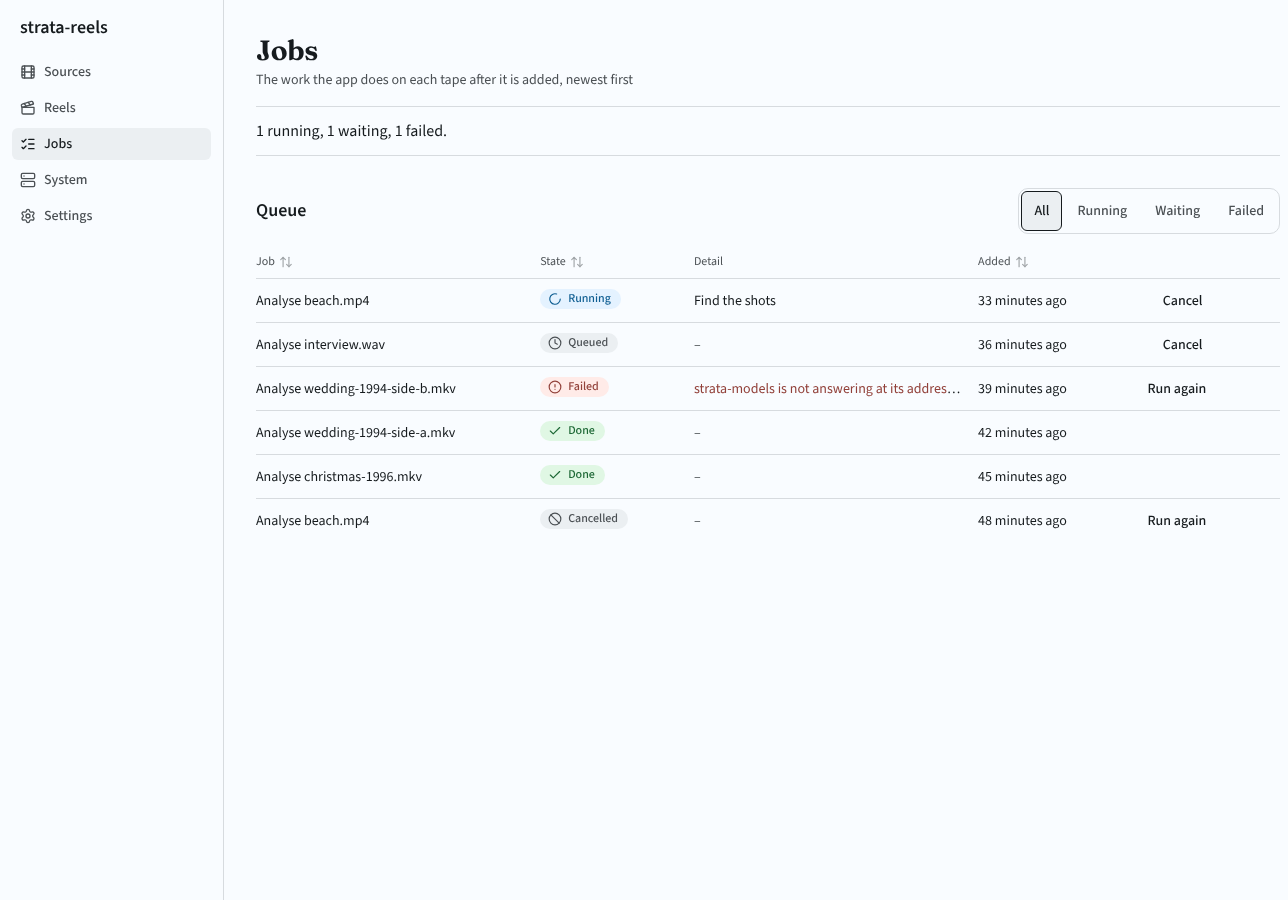 strata-reels
Sources
Reels
Jobs
System
Settings
Jobs
The work the app does on each tape after it is added, newest first
1 running, 1 waiting, 1 failed.
Queue
All Running Waiting Failed
Job State Detail Added
Analyse beach.mp4 Running Find the shots 33 minutes ago Cancel
Analyse interview.wav Queued – 36 minutes ago Cancel
Analyse wedding-1994-side-b.mkv Failed strata-models is not answering at its addres… 39 minutes ago Run again
Analyse wedding-1994-side-a.mkv Done – 42 minutes ago
Analyse christmas-1996.mkv Done – 45 minutes ago
Analyse beach.mp4 Cancelled – 48 minutes ago Run again